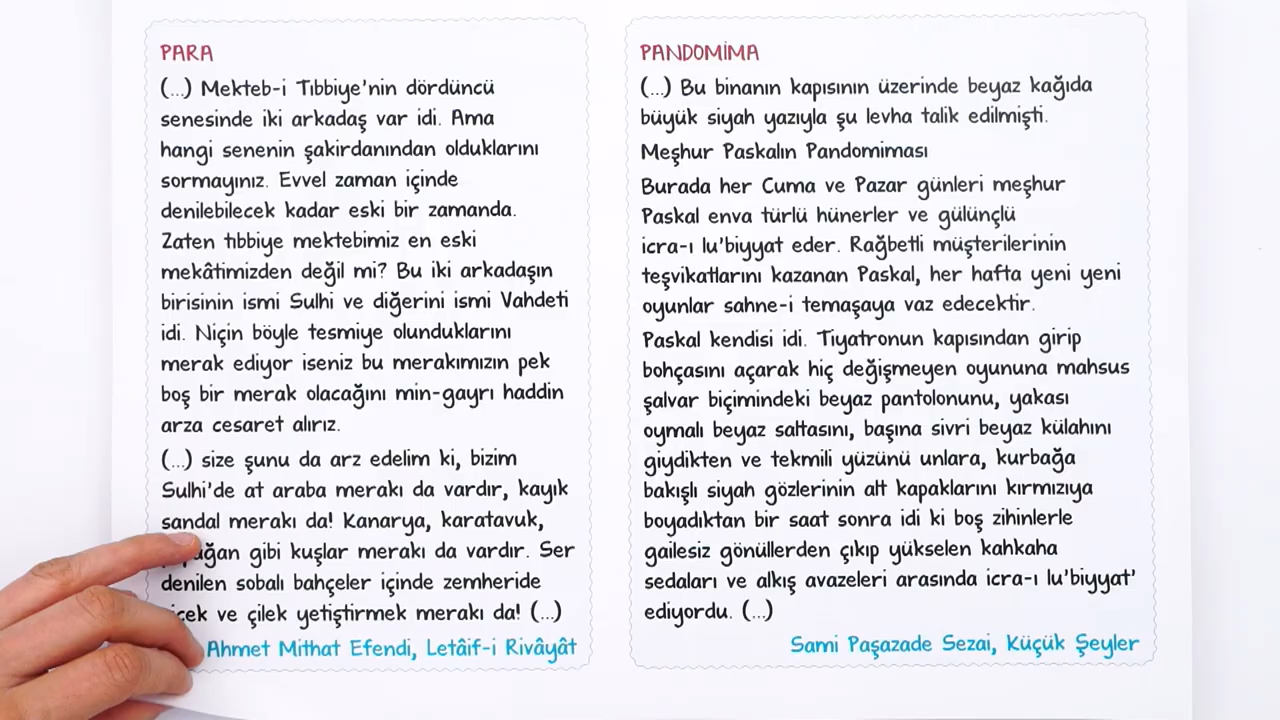 PARA
(...) Mekteb-i Tıbbiye'nin dördüncü
senesinde iki arkadaş var idi. Ama
hangi senenin şakirdanından olduklarını
sormayınız. Evvel zaman içinde
denilebilecek kadar eski bir zamanda.
Zaten tıbbiye mektebimiz en eski
mekâtimizden değil mi? Bu iki arkadaşın
birisinin ismi Sulhi ve diğerini ismi Vahdeti
idi. Niçin böyle tesmiye olunduklarını
merak ediyor iseniz bu merakımızın pek
boş bir merak olacağını min-gayrı haddin
arza cesaret alırız.
(...) size şunu da arz edelim ki, bizim
Sulhi'de at araba merakı da vardır, kayık
sandal merakı da! Kanarya, karatavuk,
gibi kuşlar merakı da vardır. Ser
denilen sobalı bahçeler içinde zemheride
ve çilek yetiştirmek merakı da! (...)
Ahmet Mithat Efendi, Letâif-i Rivâyât
PANDOMİMA
(...) Bu binanın kapısının üzerinde beyaz kağıda
büyük siyah yazıyla şu levha talik edilmişti.
Meşhur Paskalın Pandomiması
Burada her Cuma ve Pazar günleri meşhur
Paskal enva türlü hünerler ve gülünçlü
icra-ı lu'biyyat eder. Rağbetli müşterilerinin
teşvikatlarını kazanan Paskal, her hafta yeni yeni
oyunlar sahne-i temaşaya vaz edecektir.
Paskal kendisi idi. Tiyatronun kapısından girip
bohçasını açarak hiç değişmeyen oyununa mahsus
şalvar biçimindeki beyaz pantolonunu, yakası
oymalı beyaz saltasını, başına sivri beyaz külahını
giydikten ve tekmili yüzünü unlara, kurbağa
bakışlı siyah gözlerinin alt kapaklarını kırmızıya
boyadıktan bir saat sonra idi ki boş zihinlerle
gailesiz gönüllerden çıkıp yükselen kahkaha
sedaları ve alkış avazeleri arasında icra-ı lu'biyyat'
ediyordu. (...)
Sami Paşazade Sezai, Küçük Şeyler